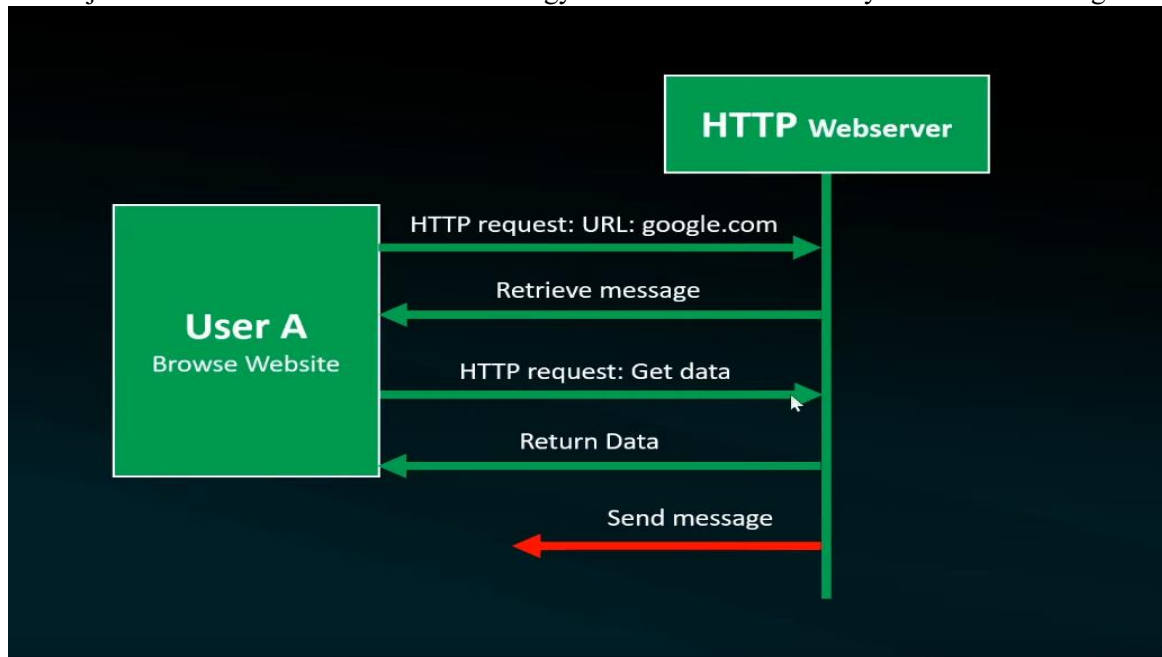 HTTP Webserver
HTTP request: URL: google.com
Retrieve message
User A
Browse Website
HTTP request: Get data
Return Data
Send message